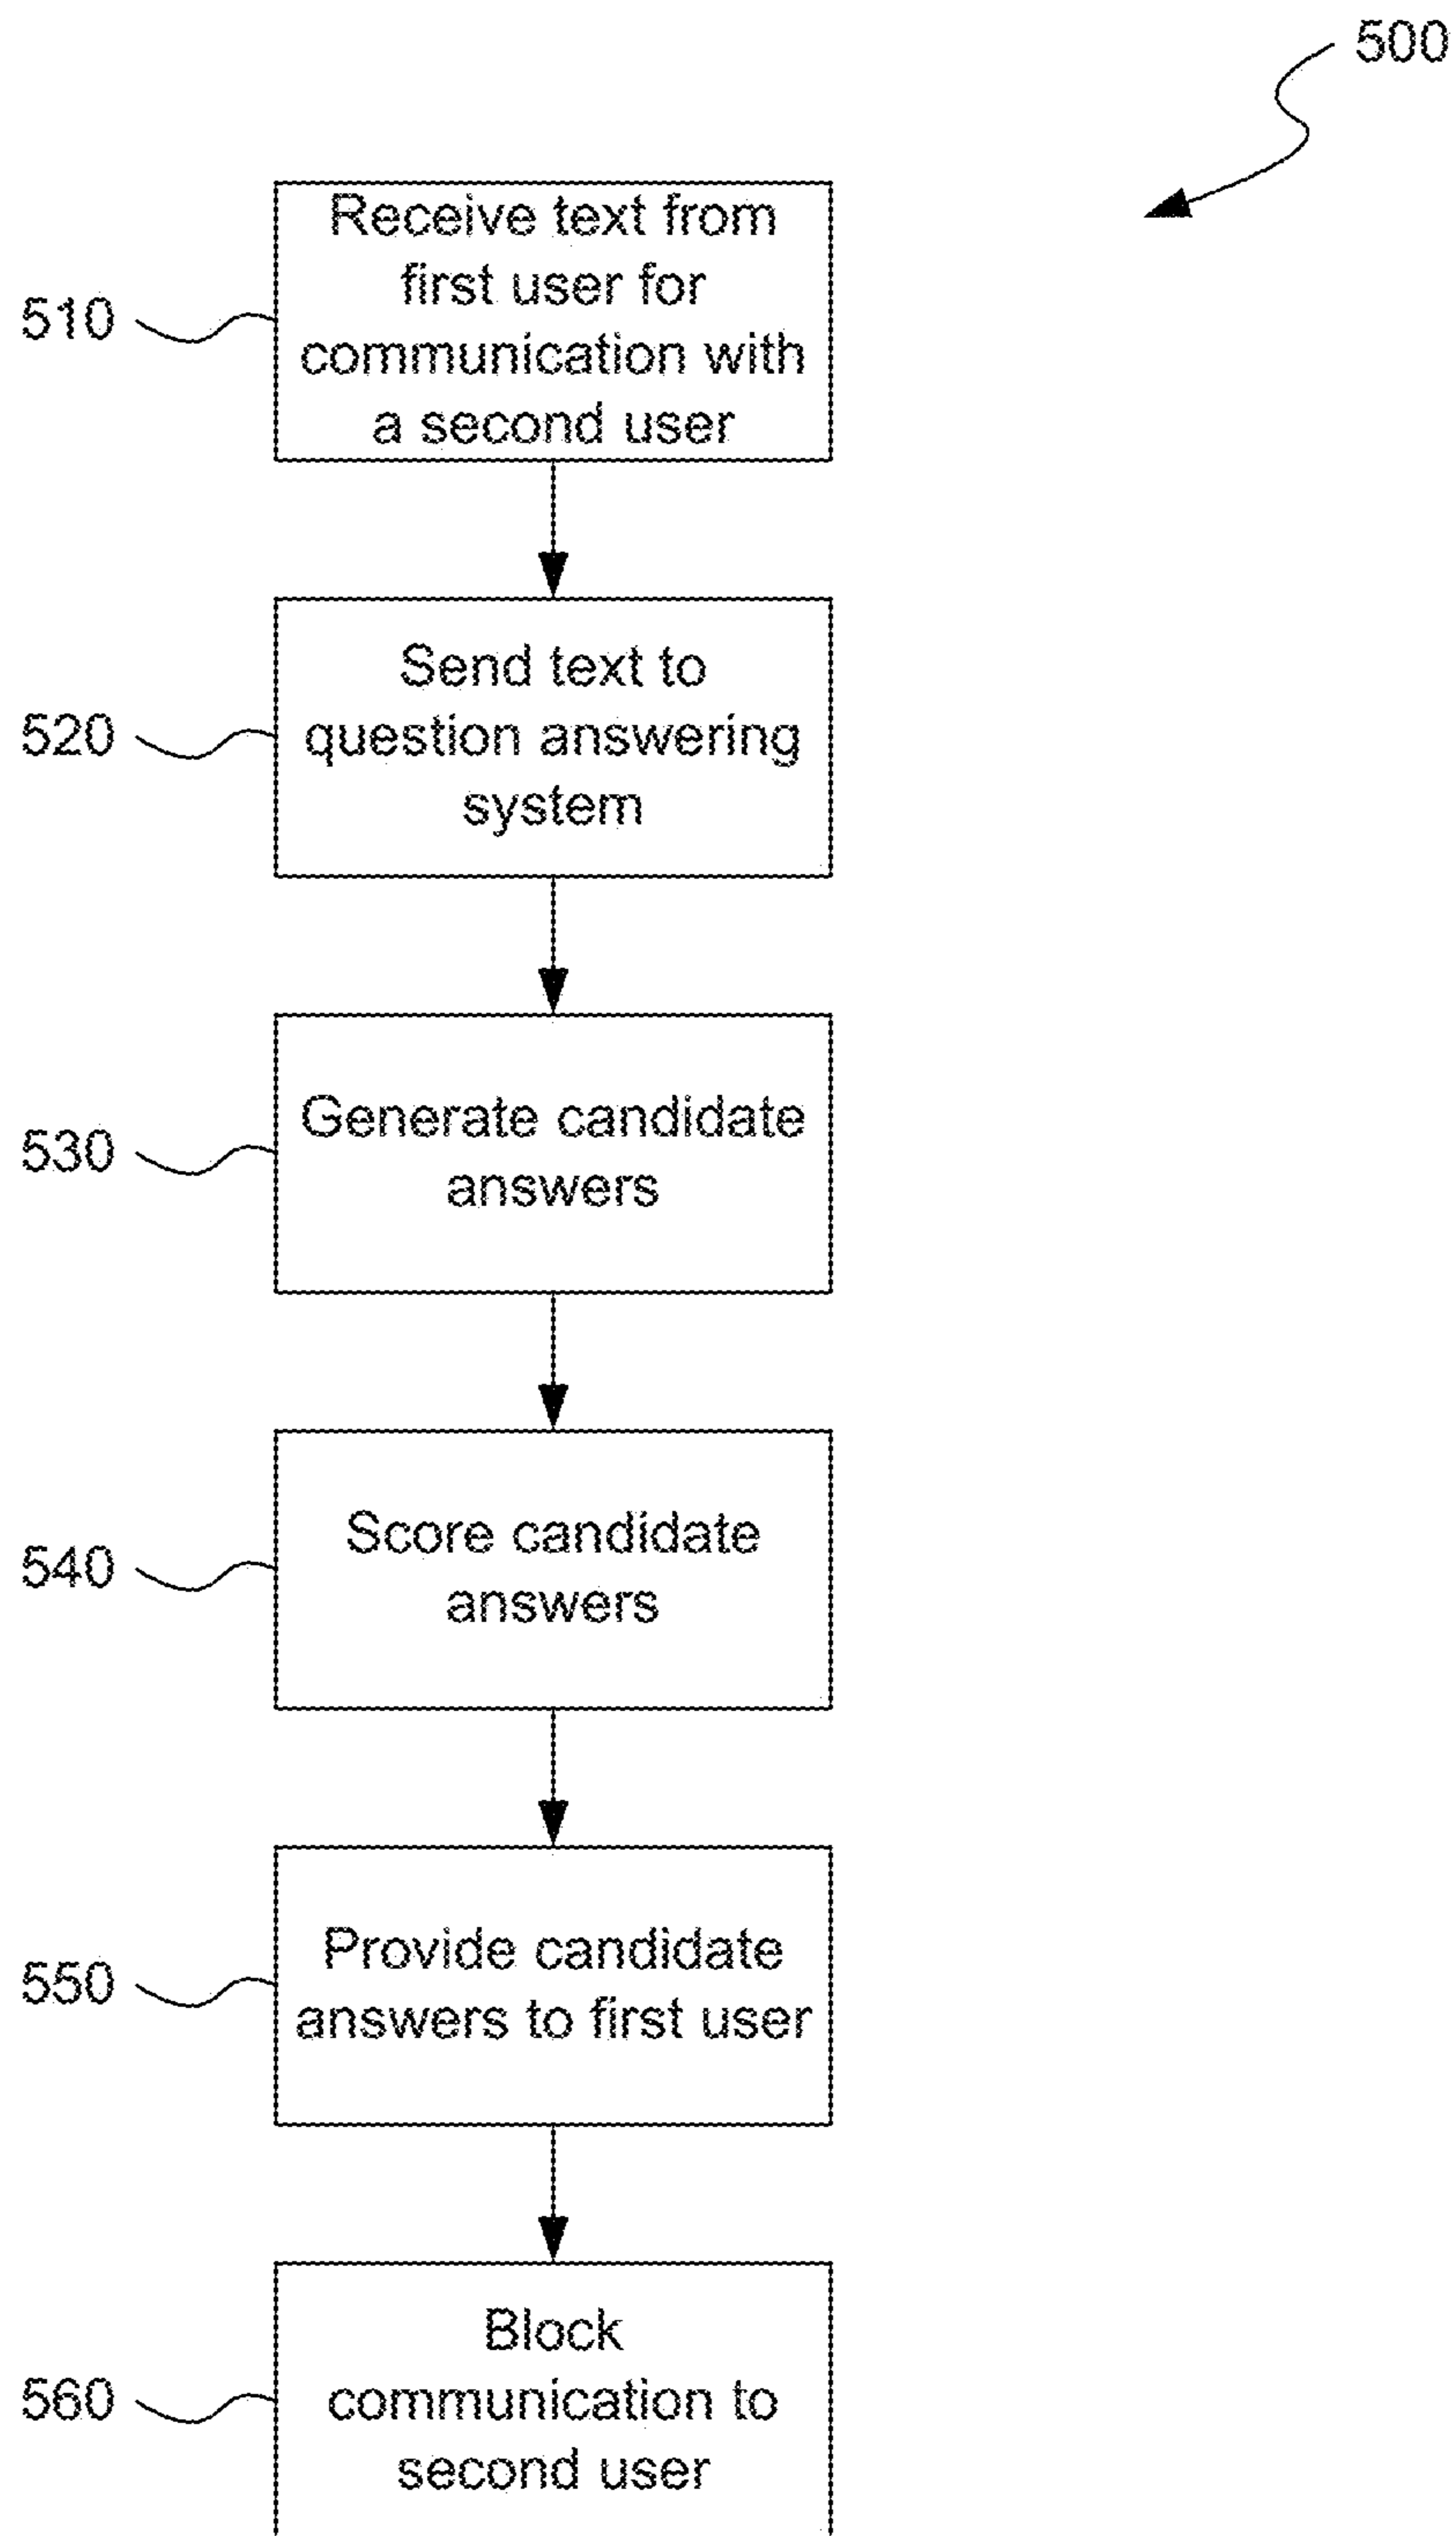 500
Receive text from
first user for
communication with
a second user
510
Send text to
question answering
system
520
Generate candidate
answers
530
Score candidate
answers
540
Provide candidate
answers to first user
550
Block
communication to
second user
560